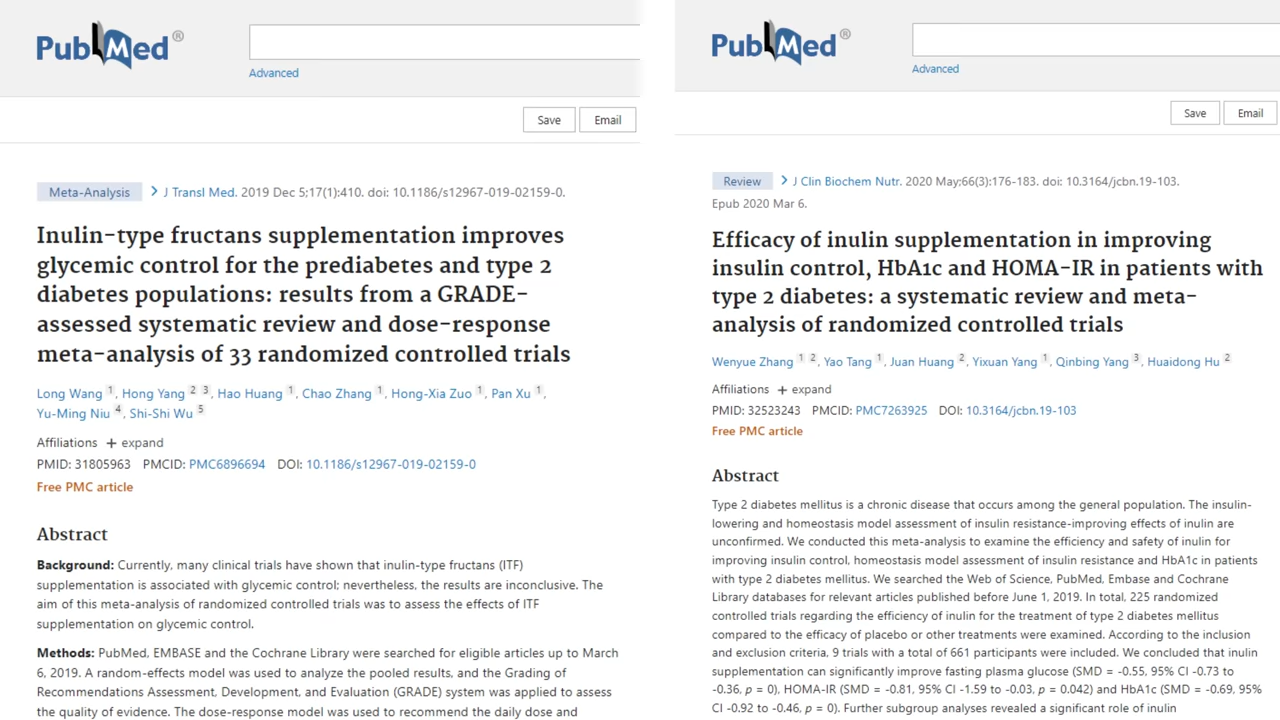 PubMed®
Advanced
Save
Email
Meta-Analysis > J Transl Med. 2019 Dec 5;17(1):410. doi: 10.1186/s12967-019-02159-0.
Inulin-type fructans supplementation improves
glycemic control for the prediabetes and type 2
diabetes populations: results from a GRADE-
assessed systematic review and dose-response
meta-analysis of 33 randomized controlled trials
Long Wang 1, Hong Yang 2 3, Hao Huang 1, Chao Zhang 1, Hong-Xia Zuo 1, Pan Xu 1,
Yu-Ming Niu 4, Shi-Shi Wu 5
Affiliations + expand
PMID: 31805963 PMCID: PMC6896694 DOI: 10.1186/s12967-019-02159-0
Free PMC article
Abstract
Background: Currently, many clinical trials have shown that inulin-type fructans (ITF)
supplementation is associated with glycemic control; nevertheless, the results are inconclusive. The
aim of this meta-analysis of randomized controlled trials was to assess the effects of ITF
supplementation on glycemic control.
Methods: PubMed, EMBASE and the Cochrane Library were searched for eligible articles up to March
6, 2019. A random-effects model was used to analyze the pooled results, and the Grading of
Recommendations Assessment, Development, and Evaluation (GRADE) system was applied to assess
the quality of evidence. The dose-response model was used to recommend the daily dose and
PubMed®
Advanced
Save
Email
Review > J Clin Biochem Nutr. 2020 May;66(3):176-183. doi: 10.3164/jcbn.19-103.
Epub 2020 Mar 6.
Efficacy of inulin supplementation in improving
insulin control, HbA1c and HOMA-IR in patients with
type 2 diabetes: a systematic review and meta-
analysis of randomized controlled trials
Wenyue Zhang 1 2, Yao Tang 1, Juan Huang 2, Yixuan Yang 1, Qinbing Yang 3, Huaidong Hu 2
Affiliations + expand
PMID: 32523243 PMCID: PMC7263925 DOI: 10.3164/jcbn.19-103
Free PMC article
Abstract
Type 2 diabetes mellitus is a chronic disease that occurs among the general population. The insulin-
lowering and homeostasis model assessment of insulin resistance-improving effects of inulin are
unconfirmed. We conducted this meta-analysis to examine the efficiency and safety of inulin for
improving insulin control, homeostasis model assessment of insulin resistance and HbA1c in patients
with type 2 diabetes mellitus. We searched the Web of Science, PubMed, Embase and Cochrane
Library databases for relevant articles published before June 1, 2019. In total, 225 randomized
controlled trials regarding the efficiency of inulin for the treatment of type 2 diabetes mellitus
compared to the efficacy of placebo or other treatments were examined. According to the inclusion
and exclusion criteria, 9 trials with a total of 661 participants were included. We concluded that inulin
supplementation can significantly improve fasting plasma glucose (SMD = -0.55, 95% CI -0.73 to
-0.36, p = 0), HOMA-IR (SMD = -0.81, 95% CI -1.59 to -0.03, p = 0.042) and HbA1c (SMD = -0.69, 95%
CI -0.92 to -0.46, p = 0). Further subgroup analyses revealed a significant role of inulin